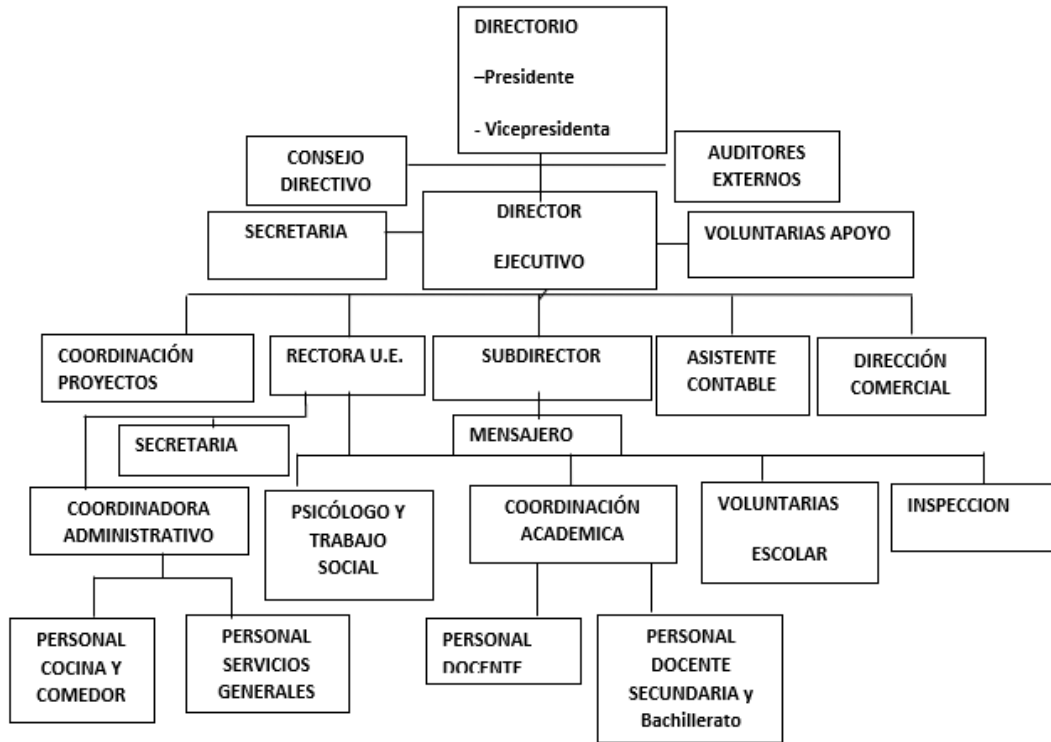 DIRECTORIO
–Presidente
- Vicepresidenta
CONSEJO
DIRECTIVO
AUDITORES
EXTERNOS
SECRETARIA
DIRECTOR
EJECUTIVO
VOLUNTARIAS APOYO
COORDINACIÓN
PROYECTOS
RECTORA U.E.
SUBDIRECTOR
ASISTENTE
CONTABLE
DIRECCIÓN
COMERCIAL
SECRETARIA
MENSAJERO
COORDINADORA
ADMINISTRATIVO
PSICÓLOGO Y
TRABAJO
SOCIAL
COORDINACIÓN
ACADEMICA
VOLUNTARIAS
ESCOLAR
INSPECCION
PERSONAL
COCINA Y
COMEDOR
PERSONAL
SERVICIOS
GENERALES
PERSONAL
DOCENTE
PERSONAL
DOCENTE
SECUNDARIA y
Bachillerato